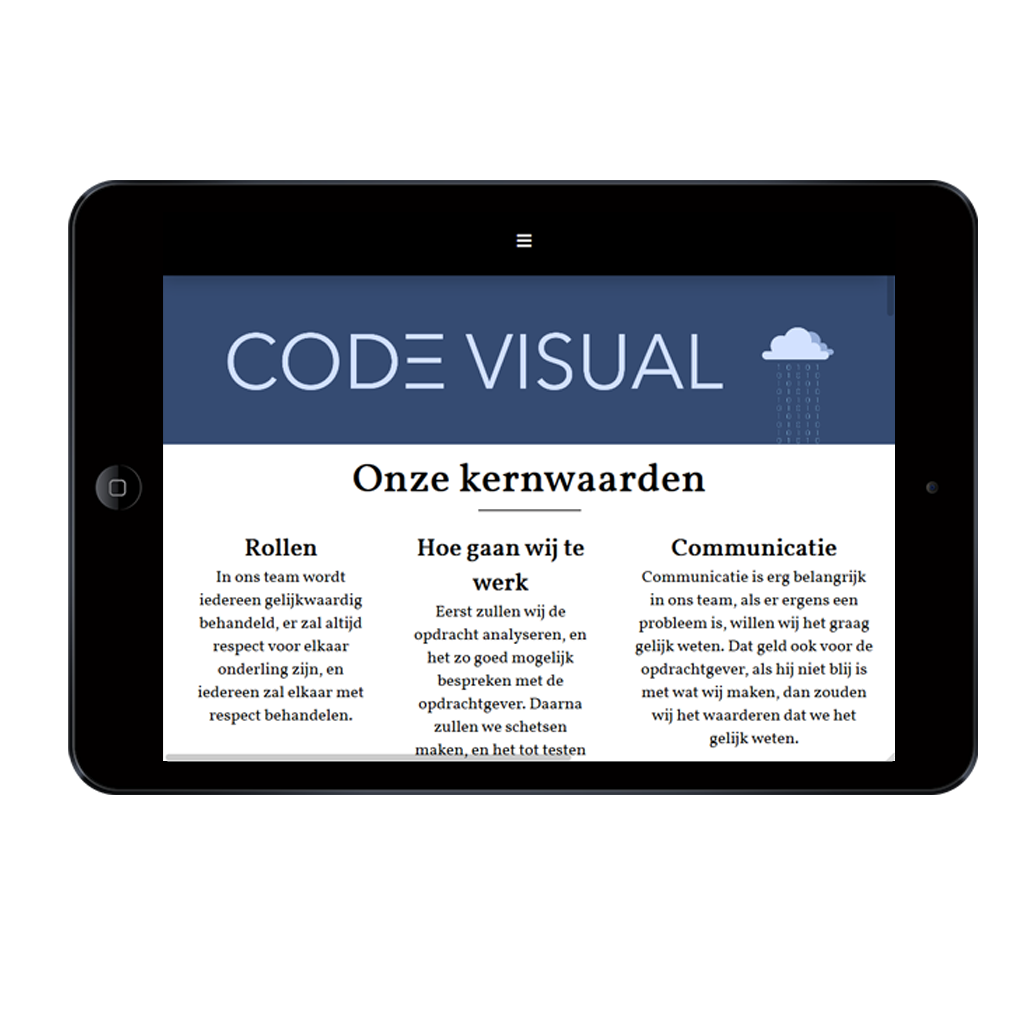 CODE VISUAL
Onze kernwaarden
Rollen
In ons team wordt
iedereen gelijkwaardig
behandeld, er zal altijd
respect voor elkaar
onderling zijn, en
iedereen zal elkaar met
respect behandelen.
Hoe gaan wij te
werk
Eerst zullen wij de
opdracht analyseren, en
het zo goed mogelijk
bespreken met de
opdrachtgever. Daarna
zullen we schetsen
maken, en het tot testen
Communicatie
Communicatie is erg belangrijk
in ons team, als er ergens een
probleem is, willen wij het graag
gelijk weten. Dat geld ook voor de
opdrachtgever, als hij niet blij is
met wat wij maken, dan zouden
wij het waarderen dat we het
gelijk weten.